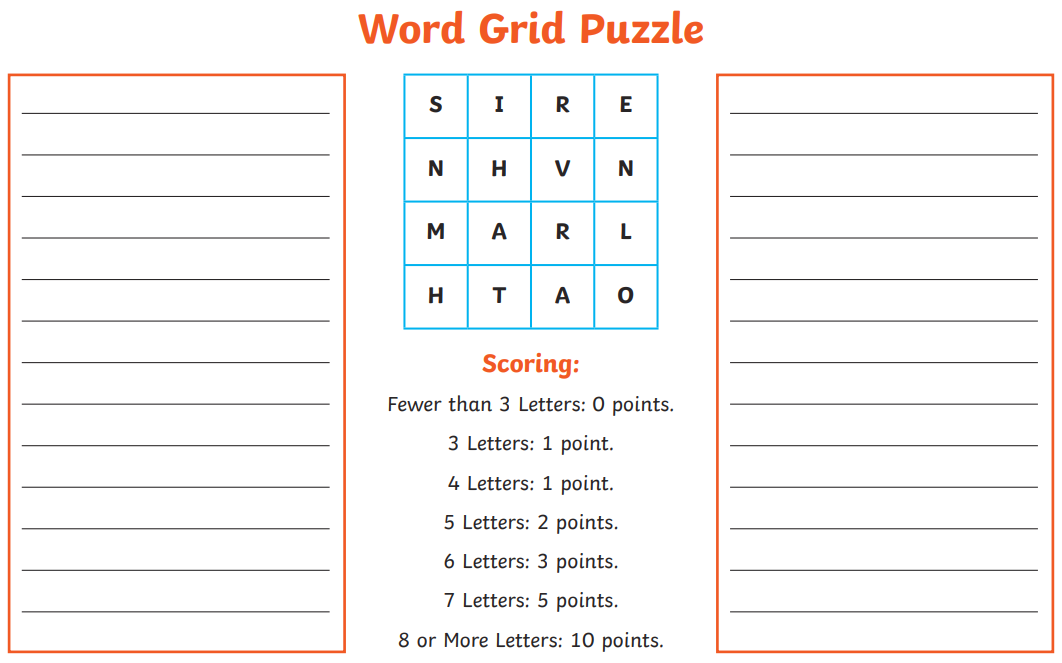 Word Grid Puzzle
S I R E
N H V N
M A R L
H T A O
Scoring:
Fewer than 3 Letters: 0 points.
3 Letters: 1 point.
4 Letters: 1 point.
5 Letters: 2 points.
6 Letters: 3 points.
7 Letters: 5 points.
8 or More Letters: 10 points.